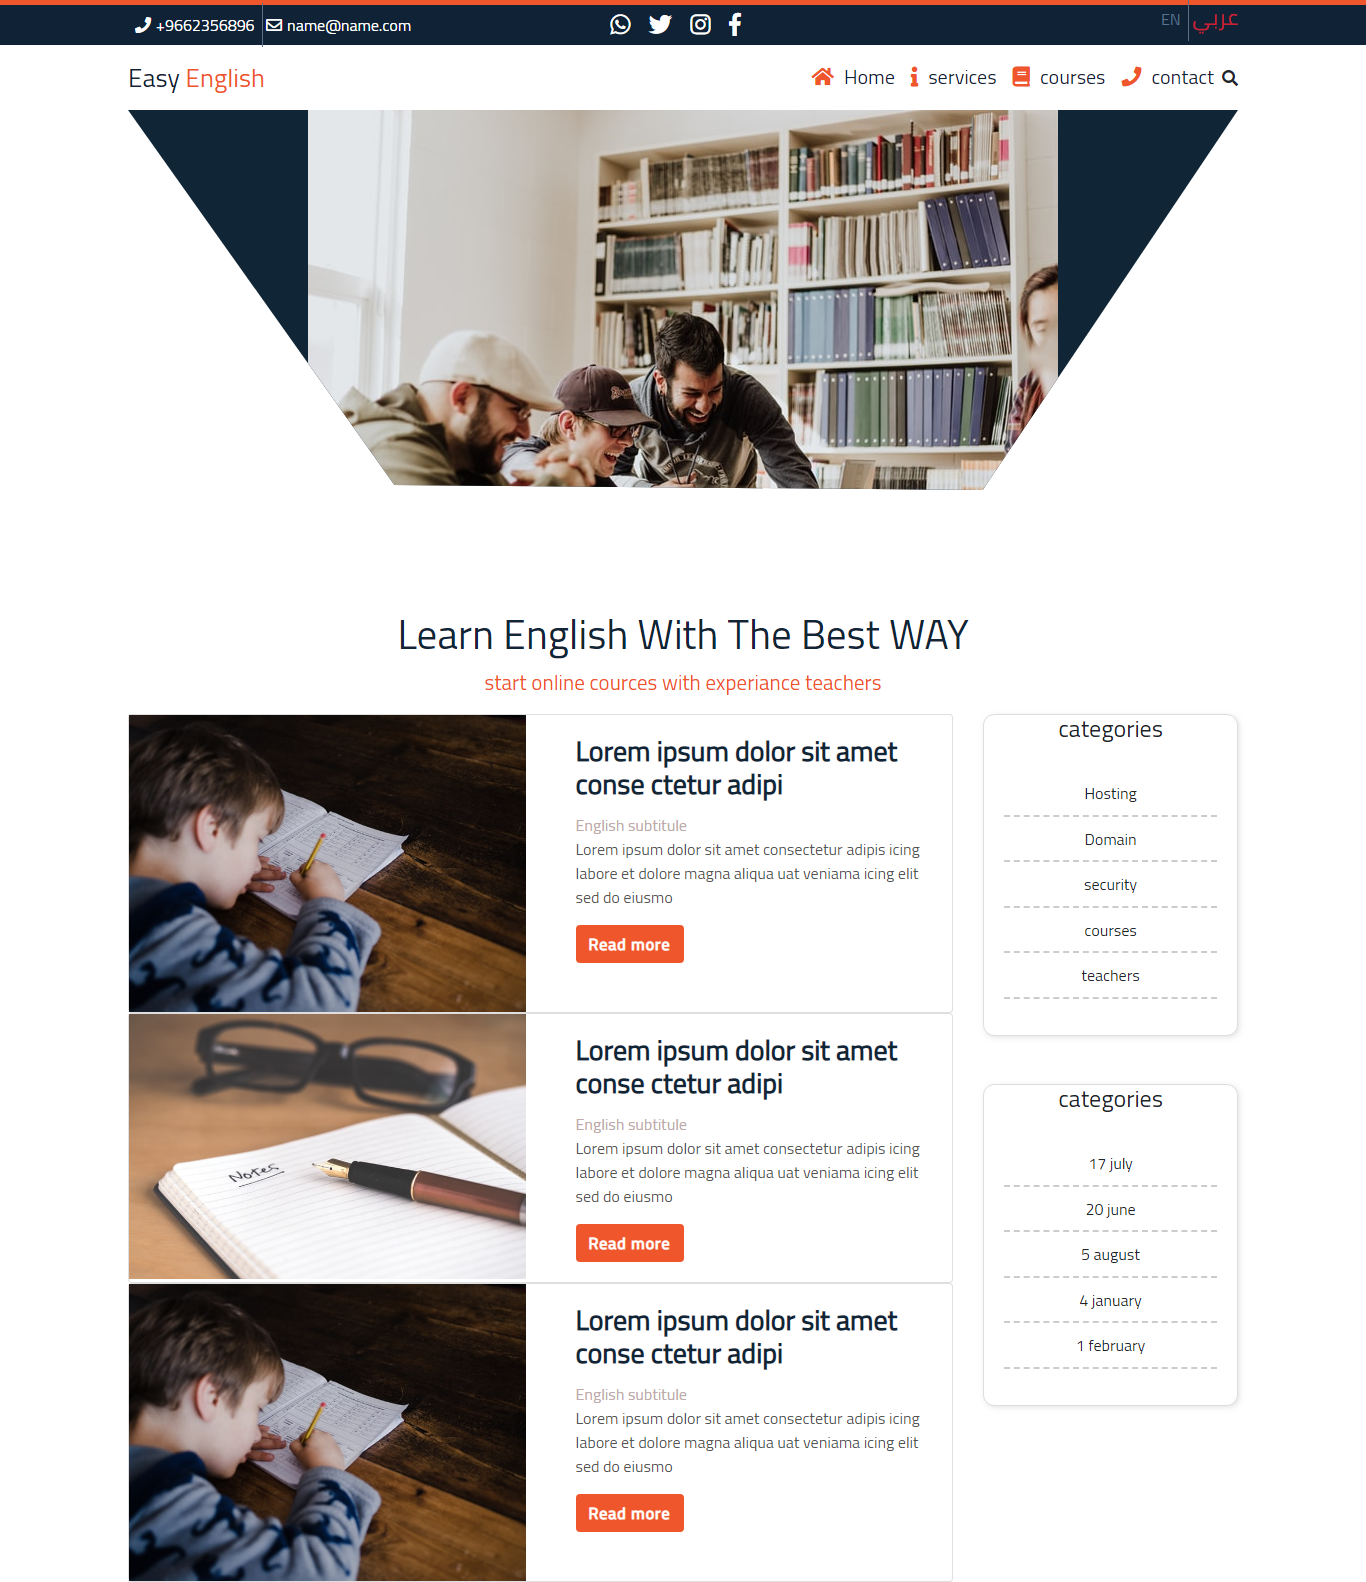 +9662356896
name@name.com
EN
عربي
Easy English
Home
services
courses
contact
Learn English With The Best WAY
start online cources with experiance teachers
Lorem ipsum dolor sit amet
conse ctetur adipi
English subtitule
Lorem ipsum dolor sit amet consectetur adipis icing
labore et dolore magna aliqua uat veniama icing elit
sed do eiusmo
Read more
Notes
Lorem ipsum dolor sit amet
conse ctetur adipi
English subtitule
Lorem ipsum dolor sit amet consectetur adipis icing
labore et dolore magna aliqua uat veniama icing elit
sed do eiusmo
Read more
Lorem ipsum dolor sit amet
conse ctetur adipi
English subtitule
Lorem ipsum dolor sit amet consectetur adipis icing
labore et dolore magna aliqua uat veniama icing elit
sed do eiusmo
Read more
categories
Hosting
Domain
security
courses
teachers
categories
17 july
20 june
5 august
4 january
1 february